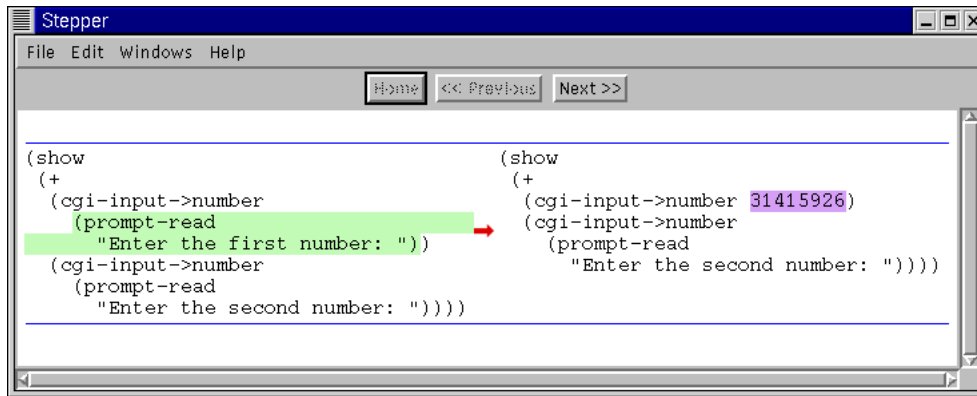 Stepper
File Edit Windows Help
Home << Previous Next >>
(show
 (+
  (cgi-input->number
    (prompt-read
      "Enter the first number: "))
  (cgi-input->number
    (prompt-read
      "Enter the second number: "))))
(show
 (+
  (cgi-input->number 31415926)
  (cgi-input->number
    (prompt-read
      "Enter the second number: "))))